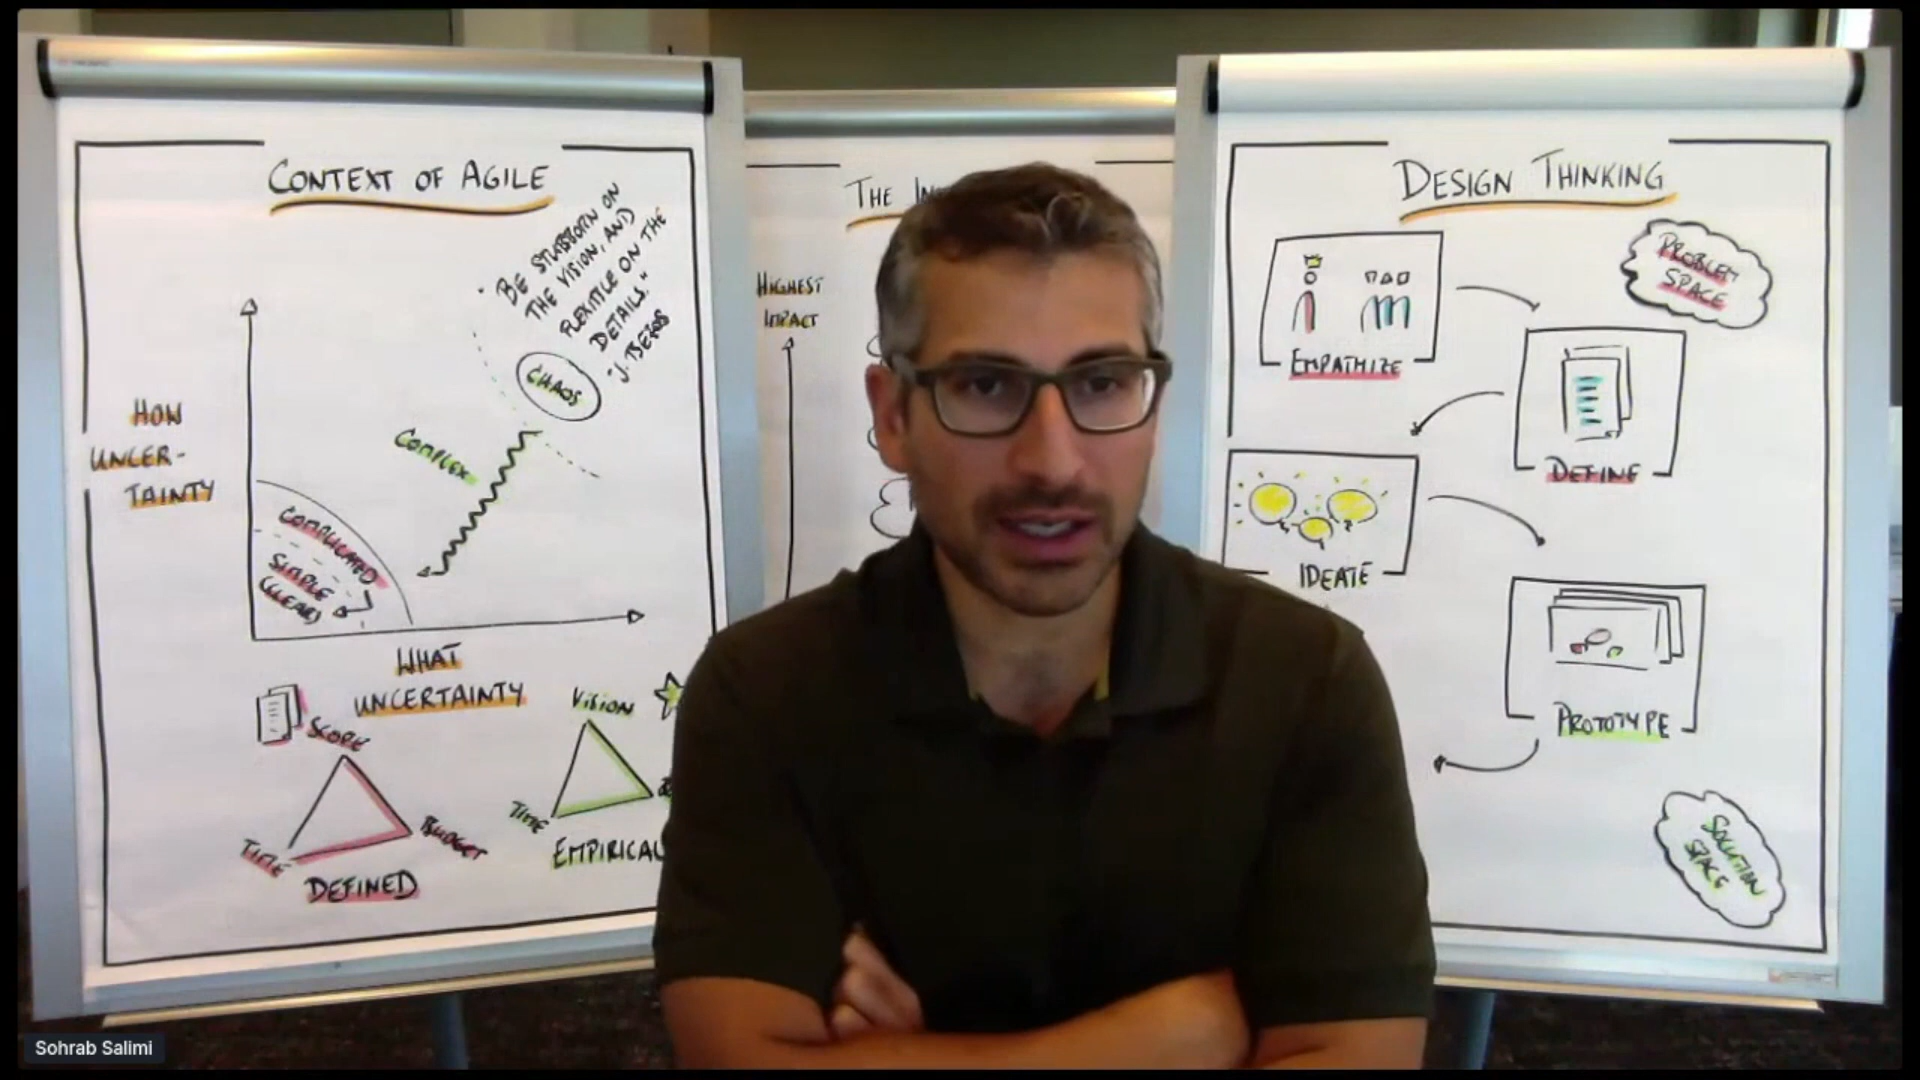 CONTEXT OF AGILE
"BE STUBBORN ON
THE VISION, AND
FLEXITLE ON THE
DETAILS."
J. BEZOS
CHAOS
COMPLEX
HOW
UNCER-
TAINTY
COMPLICATED
SIMPLE
(CLEAR)
WHAT
UNCERTAINTY
SCOPE
TIME
BUDGET
DEFINED
VISION
TIME
EMPIRICAL
THE
HIGHEST
IMPACT
DESIGN THINKING
PROBLEM
SPACE
EMPATHIZE
DEFINE
IDEATE
PROTOTYPE
SOLUTION
SPACE
Sohrab Salimi